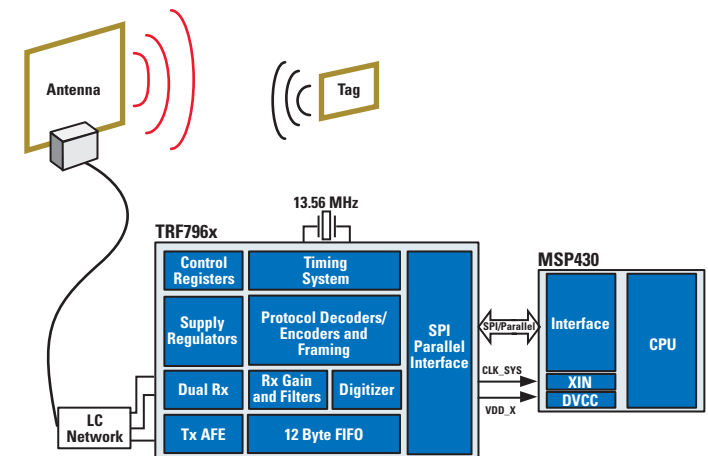 Antenna
Tag
13.56 MHz
TRF796x
Control
Registers
Timing
System
Supply
Regulators
Protocol Decoders/
Encoders and
Framing
SPI
Parallel
Interface
Dual Rx
Rx Gain
and Filters
Digitizer
Tx AFE
12 Byte FIFO
LC
Network
SPI/Parallel
CLK_SYS
VDD_X
MSP430
Interface
CPU
XIN
DVCC